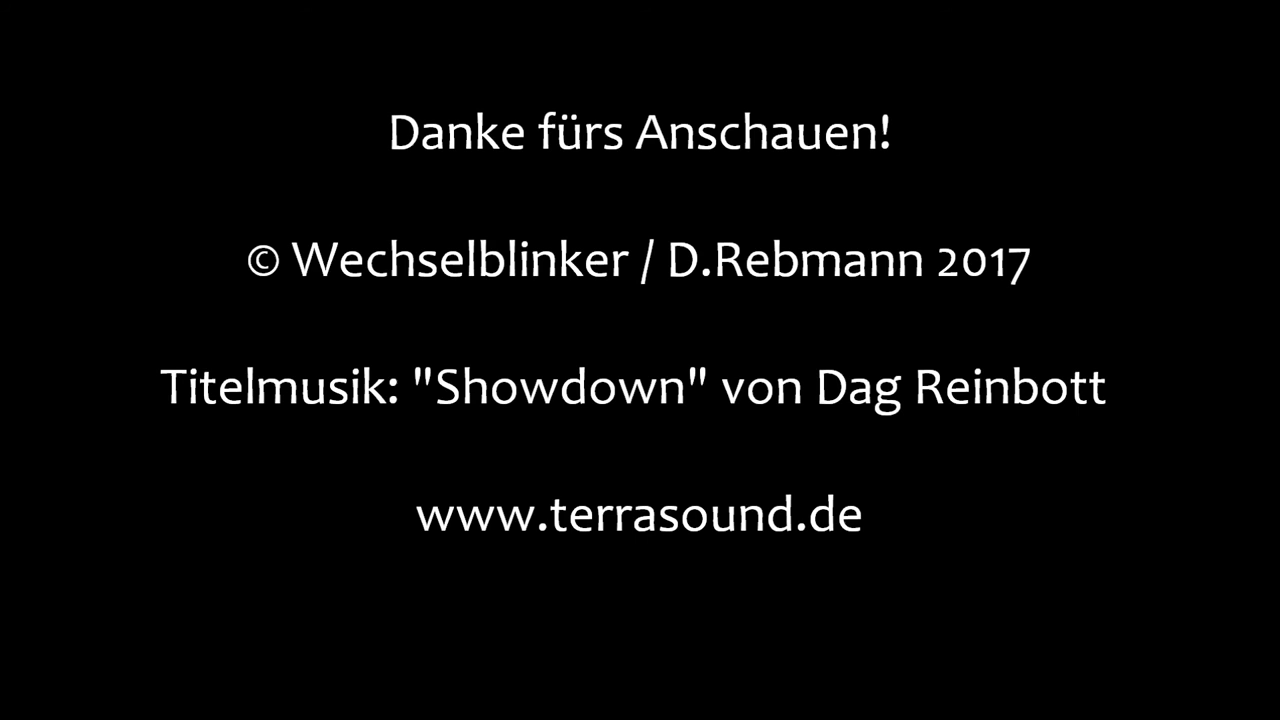 Danke fürs Anschauen!
© Wechselblinker / D.Rebmann 2017
Titelmusik: "Showdown" von Dag Reinbott
www.terrasound.de